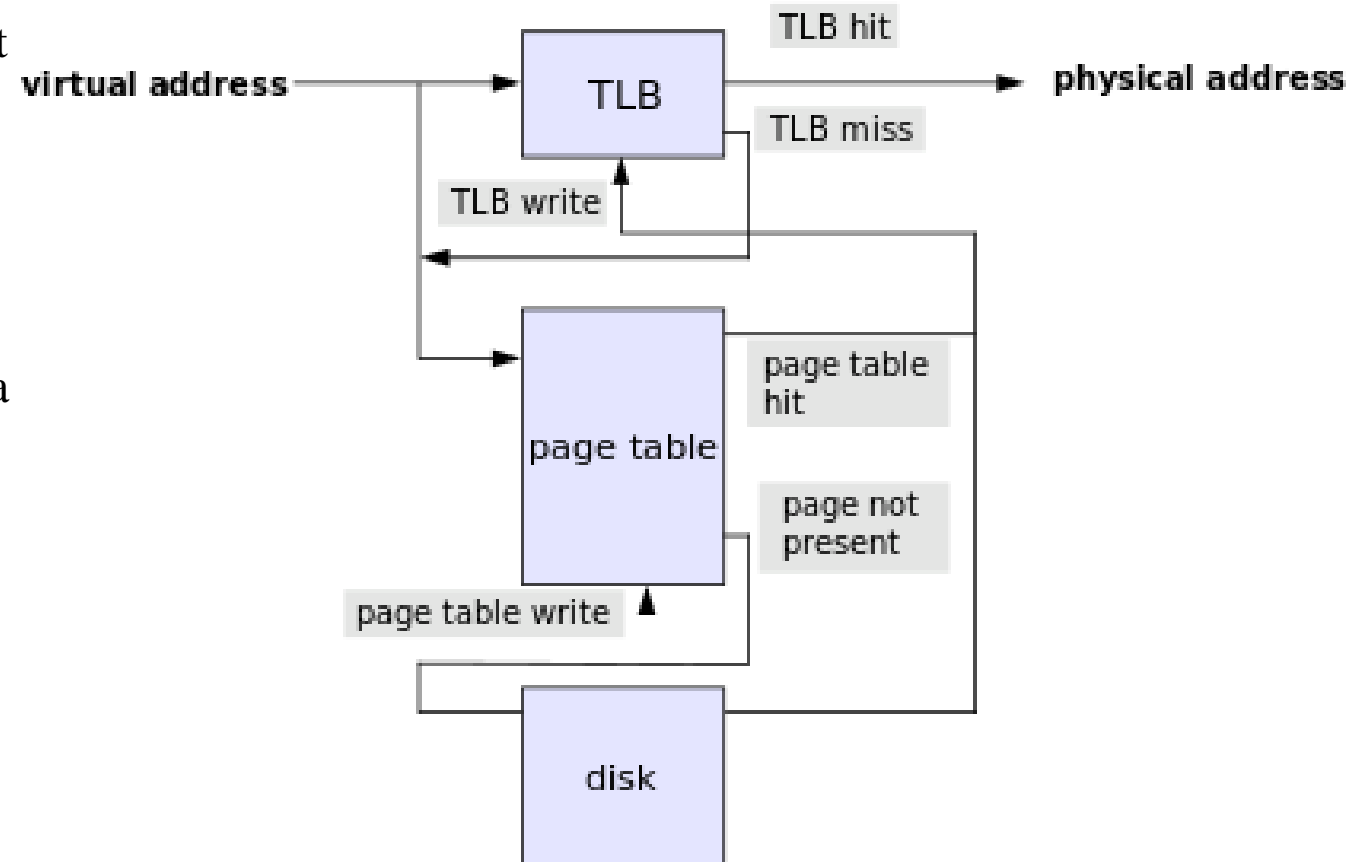 t
TLB hit
virtual address
TLB
physical address
TLB miss
TLB write
page table
hit
a
page table
page not
present
page table write
disk